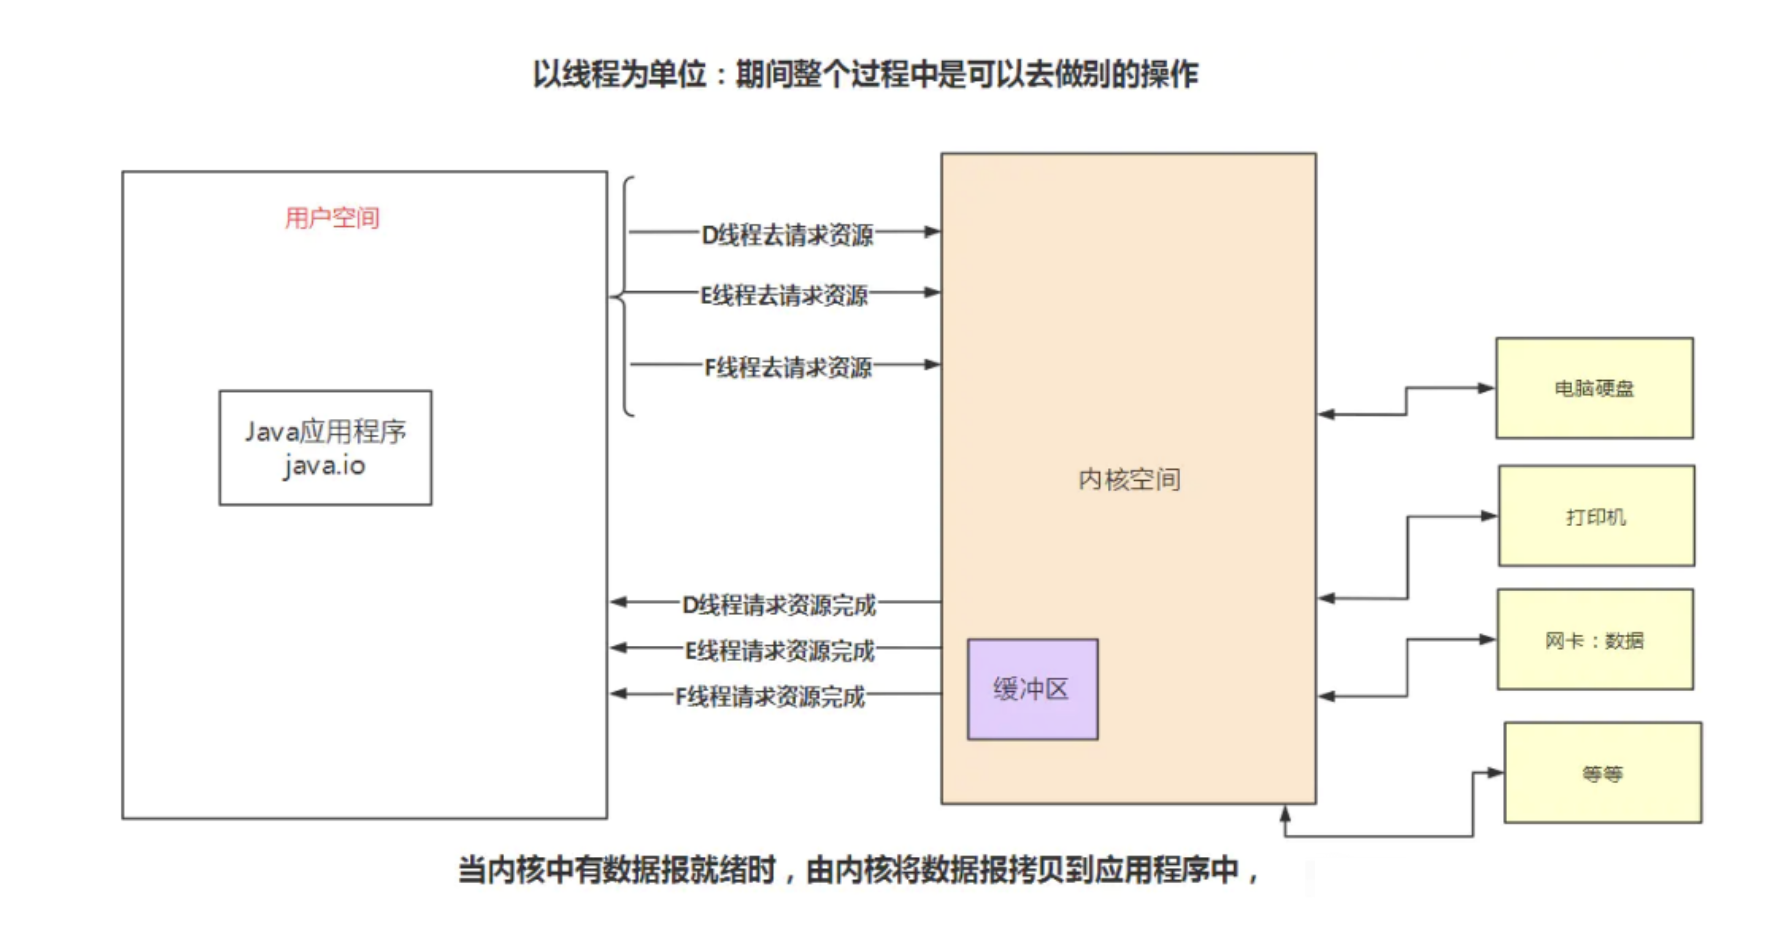 以线程为单位：期间整个过程中是可以去做别的操作
用户空间
D线程去请求资源
E线程去请求资源
F线程去请求资源
Java应用程序
java.io
内核空间
电脑硬盘
打印机
网卡：数据
等等
D线程请求资源完成
E线程请求资源完成
F线程请求资源完成
缓冲区
当内核中有数据报就绪时，由内核将数据报拷贝到应用程序中，